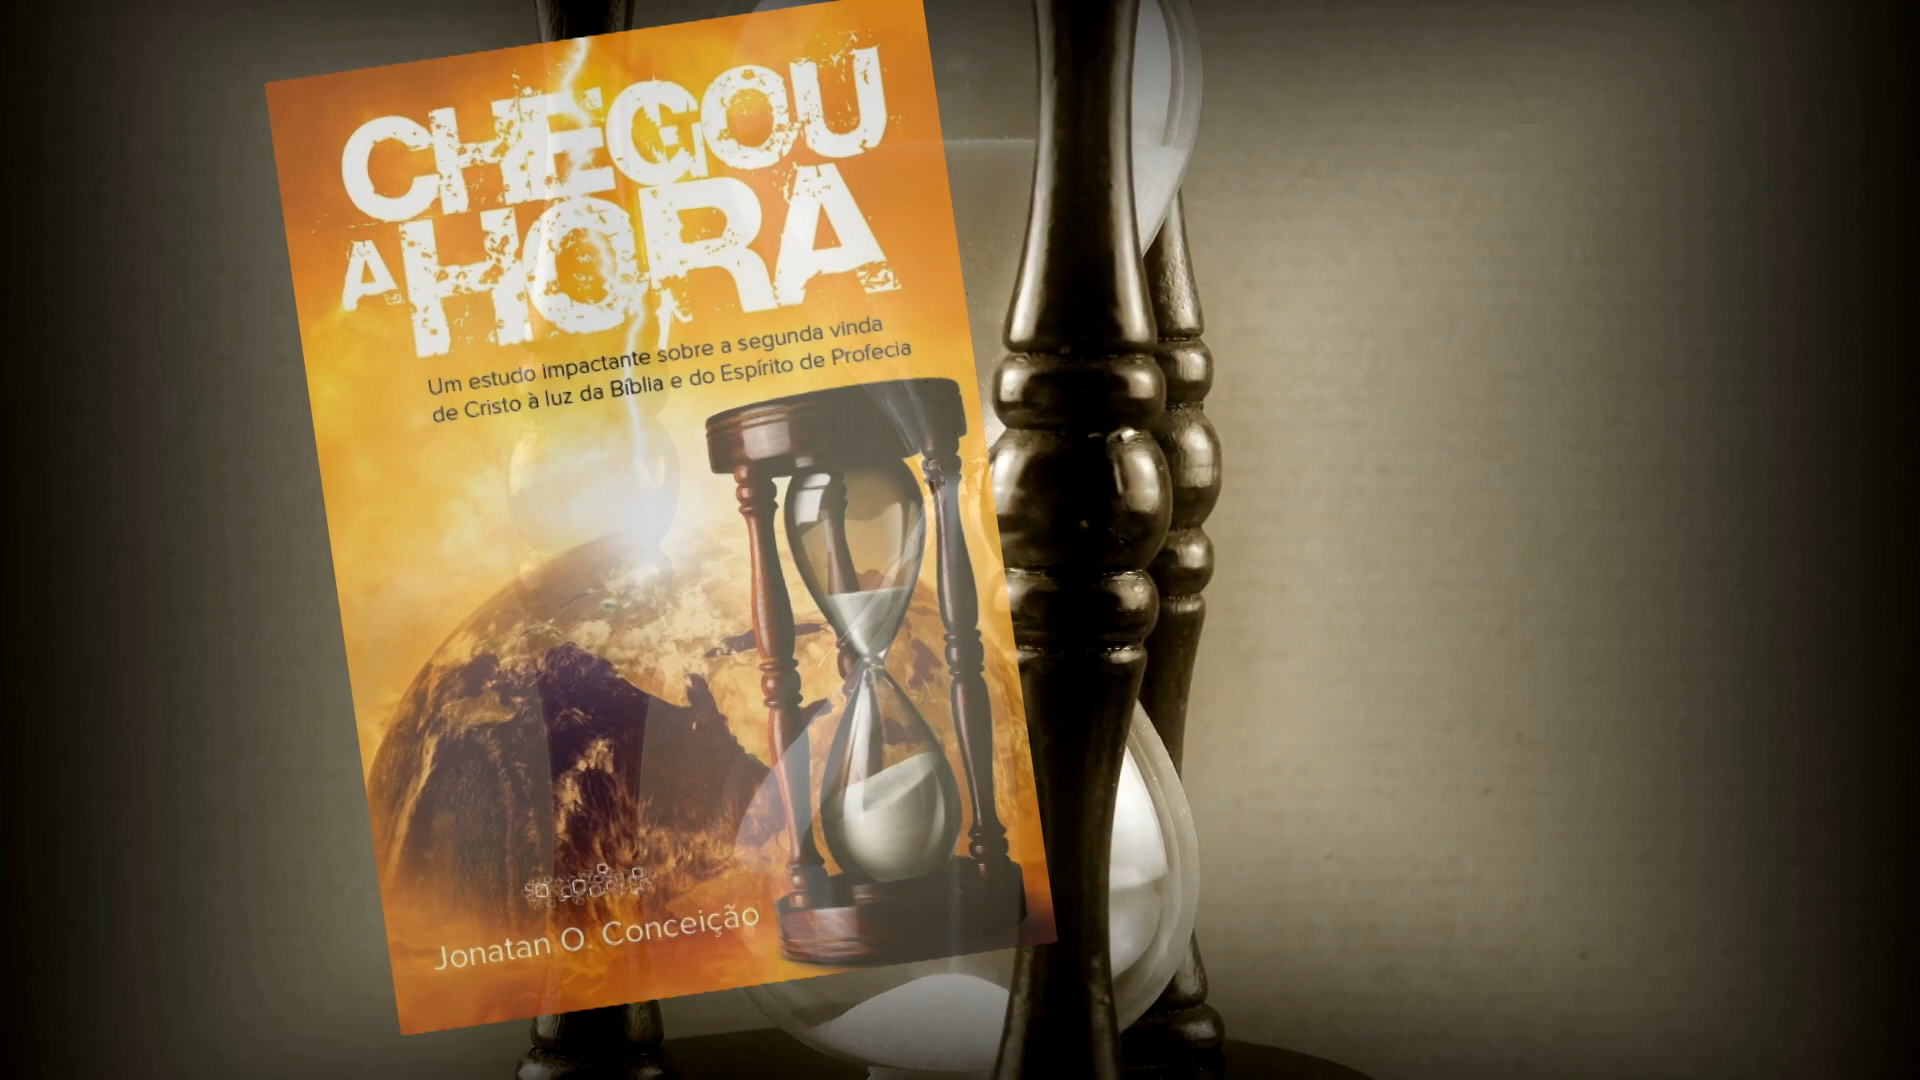 CHEGOU
A HORA
Um estudo impactante sobre a segunda vinda
de Cristo à luz da Bíblia e do Espírito de Profecia
Jonatan O. Conceição